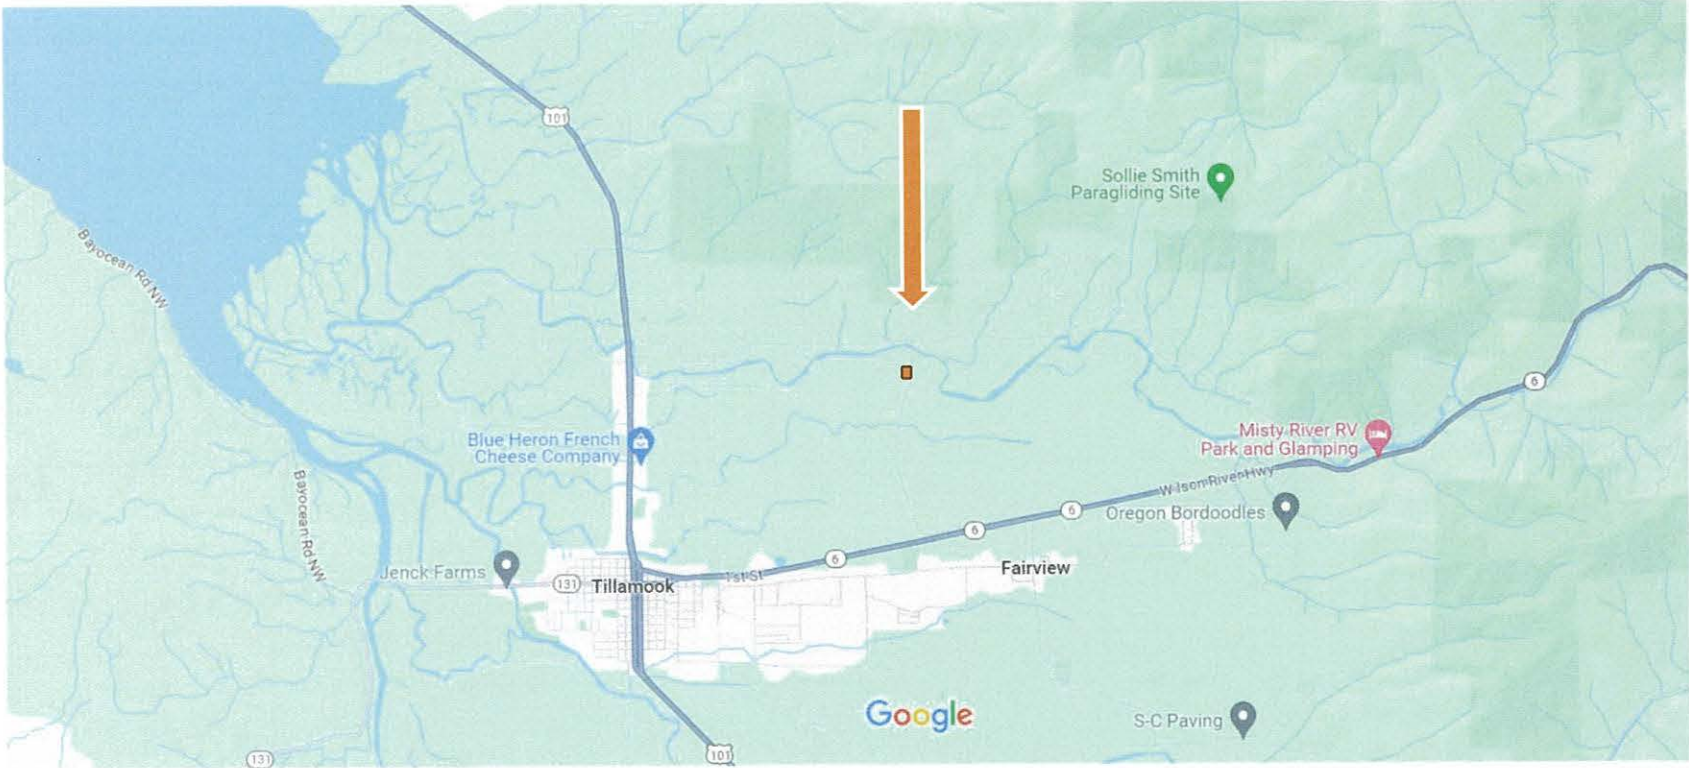 101
Sollie Smith
Paragliding Site
Bayocean Rd NW
6
Blue Heron French
Cheese Company
Misty River RV
Park and Glamping
Wilson River Hwy
6
Oregon Bordoodles
6
Bayocean Rd NW
6
Jenck Farms
131
Tillamook
1st St
Fairview
Google
S-C Paving
101
131